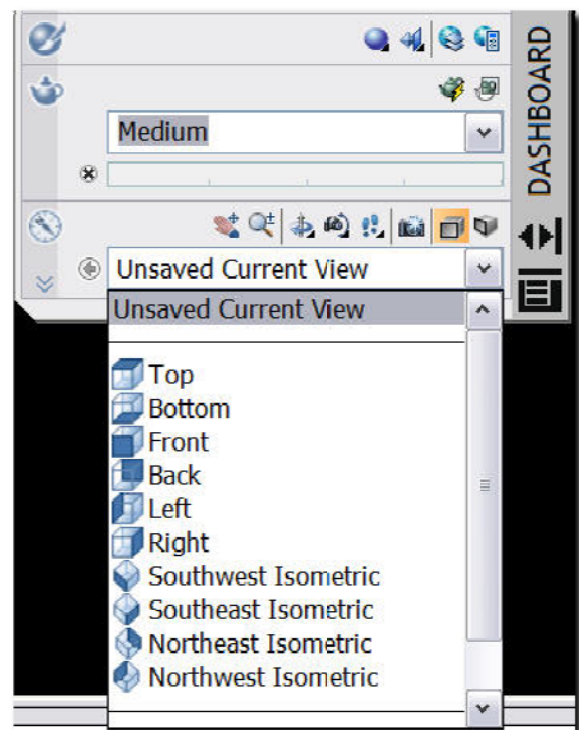 DASHBOARD
Medium
Unsaved Current View
Unsaved Current View
Top
Bottom
Front
Back
Left
Right
Southwest Isometric
Southeast Isometric
Northeast Isometric
Northwest Isometric